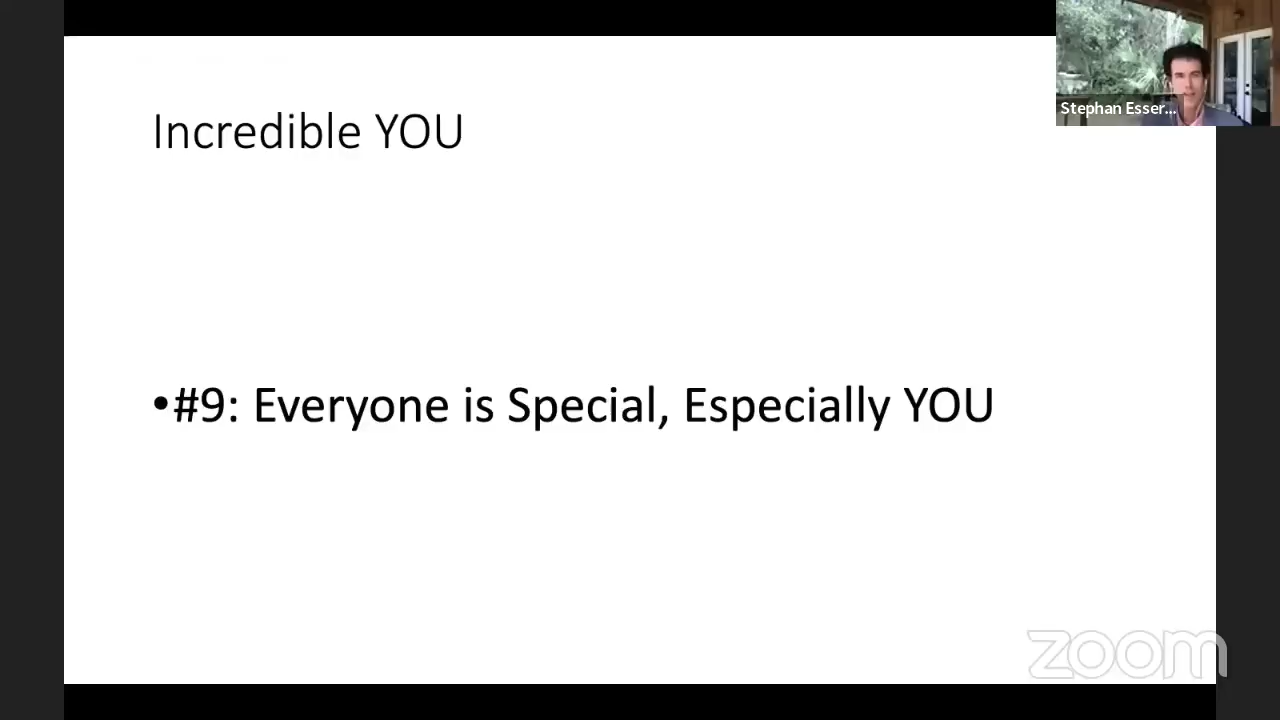 Incredible YOU
Stephan Esser...
•#9: Everyone is Special, Especially YOU
zoom